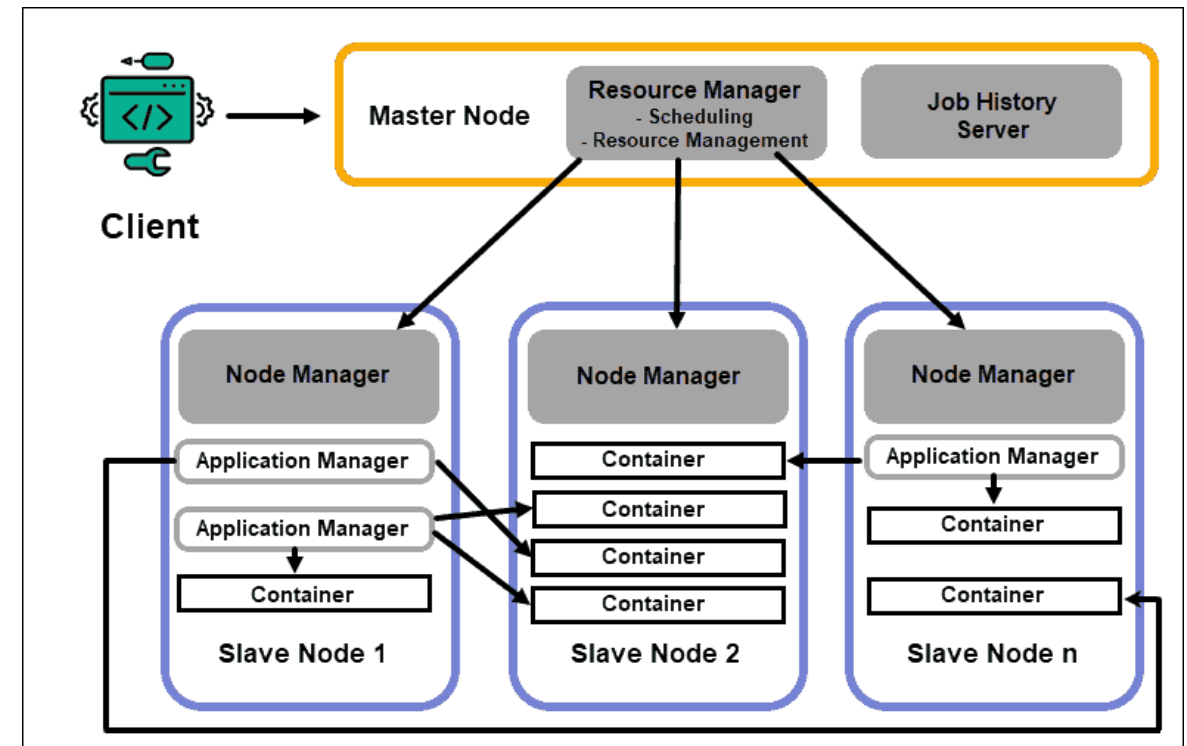 </>
Client
Master Node
Resource Manager
- Scheduling
- Resource Management
Job History
Server
Node Manager
Application Manager
Application Manager
Container
Slave Node 1
Node Manager
Container
Container
Container
Container
Slave Node 2
Node Manager
Application Manager
Container
Container
Slave Node n